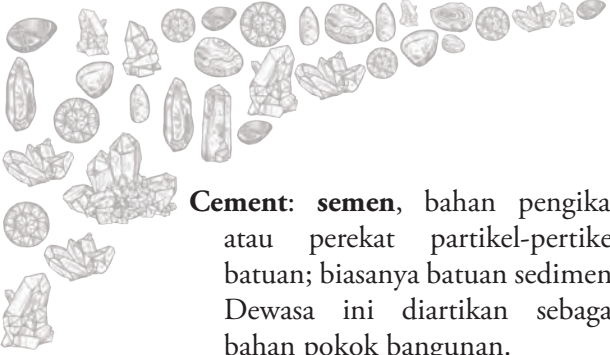 Cement: semen, bahan pengika
atau perekat partikel-pertike
batuan; biasanya batuan sedimen
Dewasa ini diartikan sebaga
bahan pokok bangunan.